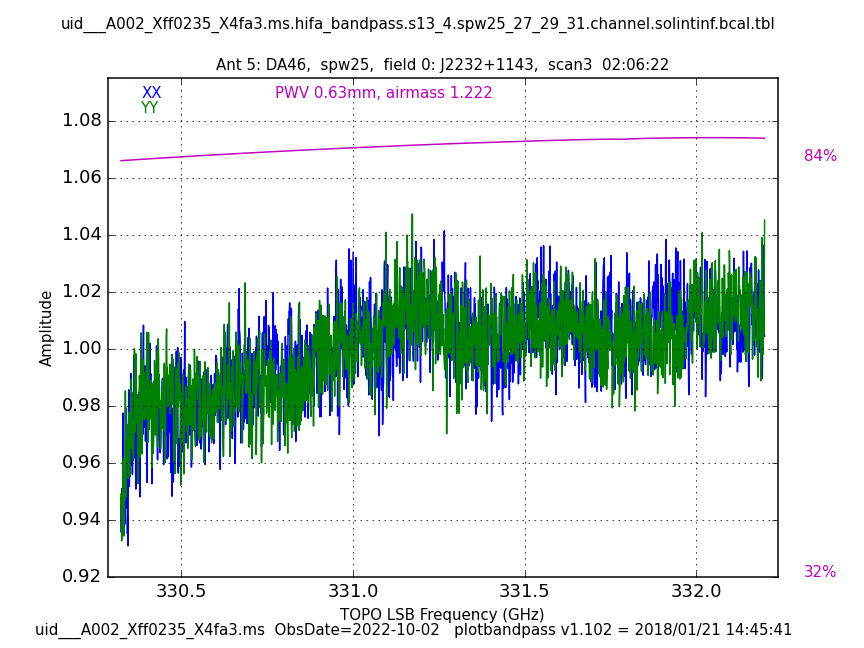 uid___A002_Xff0235_X4fa3.ms.hifa_bandpass.s13_4.spw25_27_29_31.channel.solintinf.bcal.tbl
Ant 5: DA46,  spw25,  field 0: J2232+1143,  scan3  02:06:22
XX
PWV 0.63mm, airmass 1.222
YY
1.08
84%
1.06
1.04
1.02
1.00
0.98
0.96
0.94
0.92
32%
Amplitude
330.5 331.0 331.5 332.0
TOPO LSB Frequency (GHz)
uid___A002_Xff0235_X4fa3.ms  ObsDate=2022-10-02   plotbandpass v1.102 = 2018/01/21 14:45:41